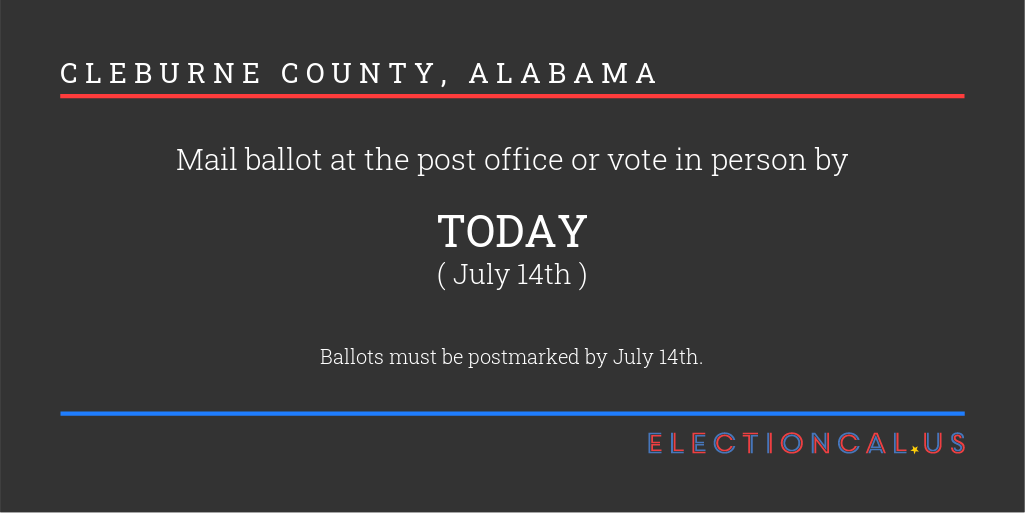 CLEBURNE COUNTY, ALABAMA
Mail ballot at the post office or vote in person by
TODAY
( July 14th )
Ballots must be postmarked by July 14th.
ELECTIONCAL.US